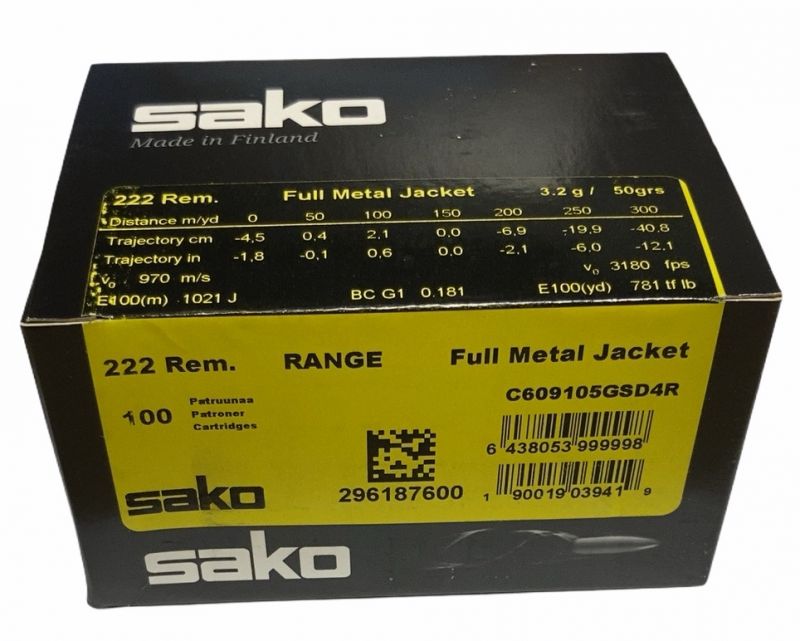 sako
Made in Finland
222 Rem. Full Metal Jacket 3.2 g / 50grs
Distance m/yd 0 50 100 150 200 250 300
Trajectory cm -4,5 0,4 2,1 0,0 -6,9 -19,9 -40,8
Trajectory in -1,8 -0,1 0,6 0,0 -2,1 -6,0 -12,1
v₀ 970 m/s v₀ 3180 fps
E100(m) 1021 J BC G1 0.181 E100(yd) 781 tf lb
222 Rem. RANGE Full Metal Jacket
C609105GSD4R
100 Patruunaa
Patroner
Cartridges
6 438053 999998
296187600
1 90019 03941 9
sako
sako